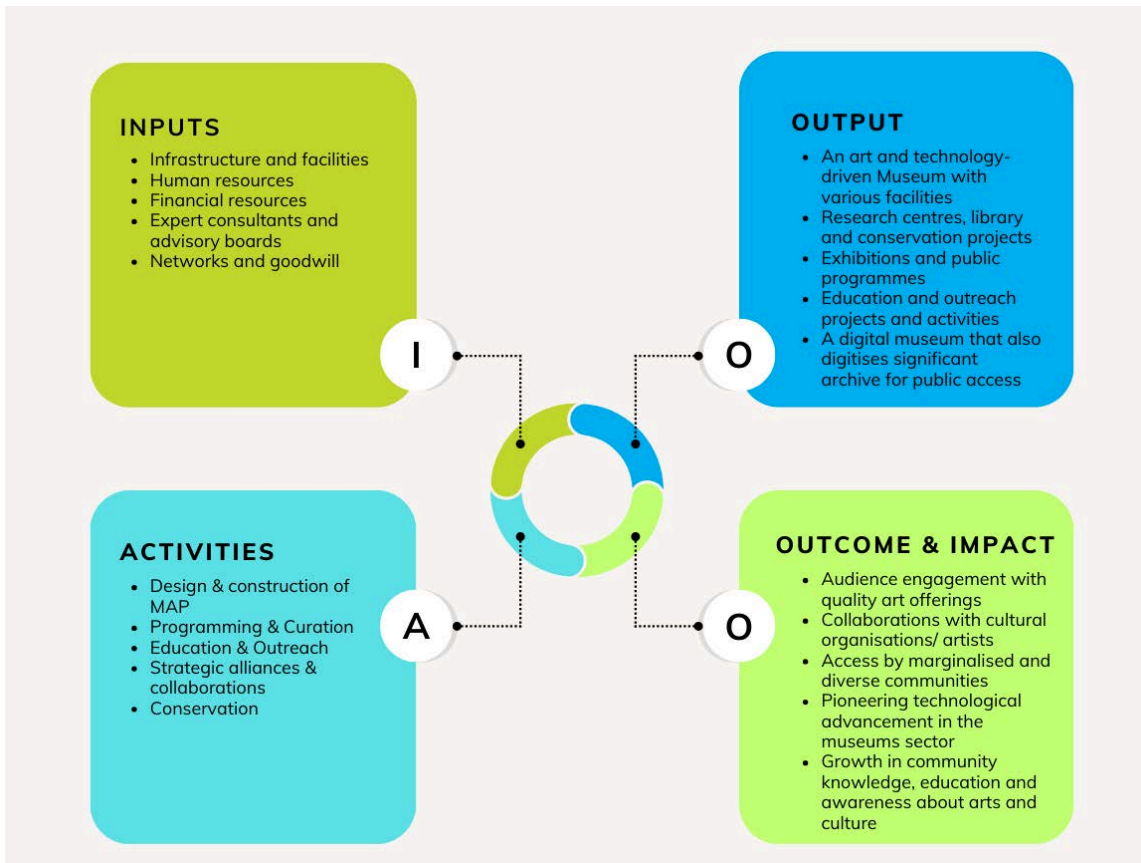 INPUTS
• Infrastructure and facilities
• Human resources
• Financial resources
• Expert consultants and
advisory boards
• Networks and goodwill
I
OUTPUT
• An art and technology-
driven Museum with
various facilities
• Research centres, library
and conservation projects
• Exhibitions and public
programmes
• Education and outreach
projects and activities
• A digital museum that also
digitises significant
archive for public access
O
ACTIVITIES
• Design & construction of
MAP
• Programming & Curation
• Education & Outreach
• Strategic alliances &
collaborations
• Conservation
A
OUTCOME & IMPACT
• Audience engagement with
quality art offerings
• Collaborations with cultural
organisations/ artists
• Access by marginalised and
diverse communities
• Pioneering technological
advancement in the
museums sector
• Growth in community
knowledge, education and
awareness about arts and
culture
O